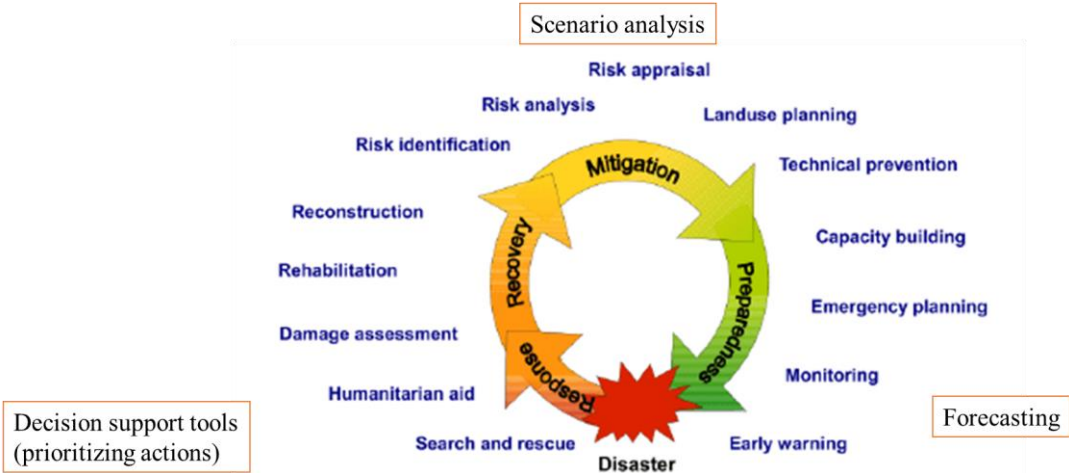 Scenario analysis
Risk appraisal
Risk analysis
Landuse planning
Risk identification
Mitigation
Technical prevention
Reconstruction
Capacity building
Recovery
Rehabilitation
Preparedness
Emergency planning
Damage assessment
Response
Monitoring
Humanitarian aid
Decision support tools
(prioritizing actions)
Forecasting
Search and rescue
Early warning
Disaster